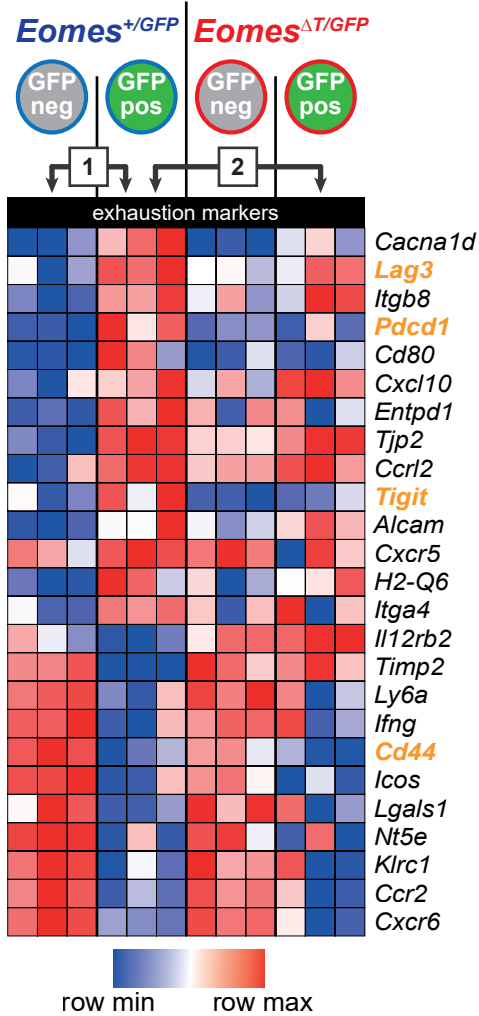 Eomes+/GFP EomesΔT/GFP
GFP neg GFP pos GFP neg GFP pos
1 2
exhaustion markers
Cacna1d
Lag3
Itgb8
Pdcd1
Cd80
Cxcl10
Entpd1
Tjp2
Ccrl2
Tigit
Alcam
Cxcr5
H2-Q6
Itga4
Il12rb2
Timp2
Ly6a
Ifng
Cd44
Icos
Lgals1
Nt5e
Klrc1
Ccr2
Cxcr6
row min row max